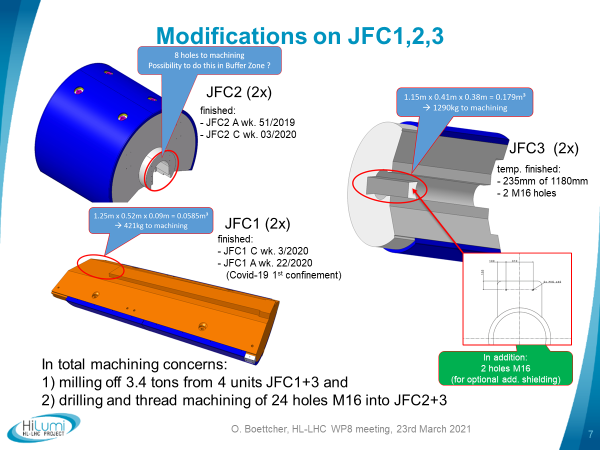 Modifications on JFC1,2,3
8 holes to machining
Possibility to do this in Buffer Zone ?
JFC2 (2x)
finished:
- JFC2 A wk. 51/2019
- JFC2 C wk. 03/2020
1.15m x 0.41m x 0.38m = 0.179m³
→ 1290kg to machining
JFC3 (2x)
temp. finished:
- 235mm of 1180mm
- 2 M16 holes
1.25m x 0.52m x 0.09m = 0.0585m³
→ 421kg to machining
JFC1 (2x)
finished:
- JFC1 C wk. 3/2020
- JFC1 A wk. 22/2020
(Covid-19 1st confinement)
In addition:
2 holes M16
(for optional add. shielding)
In total machining concerns:
1) milling off 3.4 tons from 4 units JFC1+3 and
2) drilling and thread machining of 24 holes M16 into JFC2+3
HiLumi
HL-LHC PROJECT
O. Boettcher, HL-LHC WP8 meeting, 23rd March 2021
7